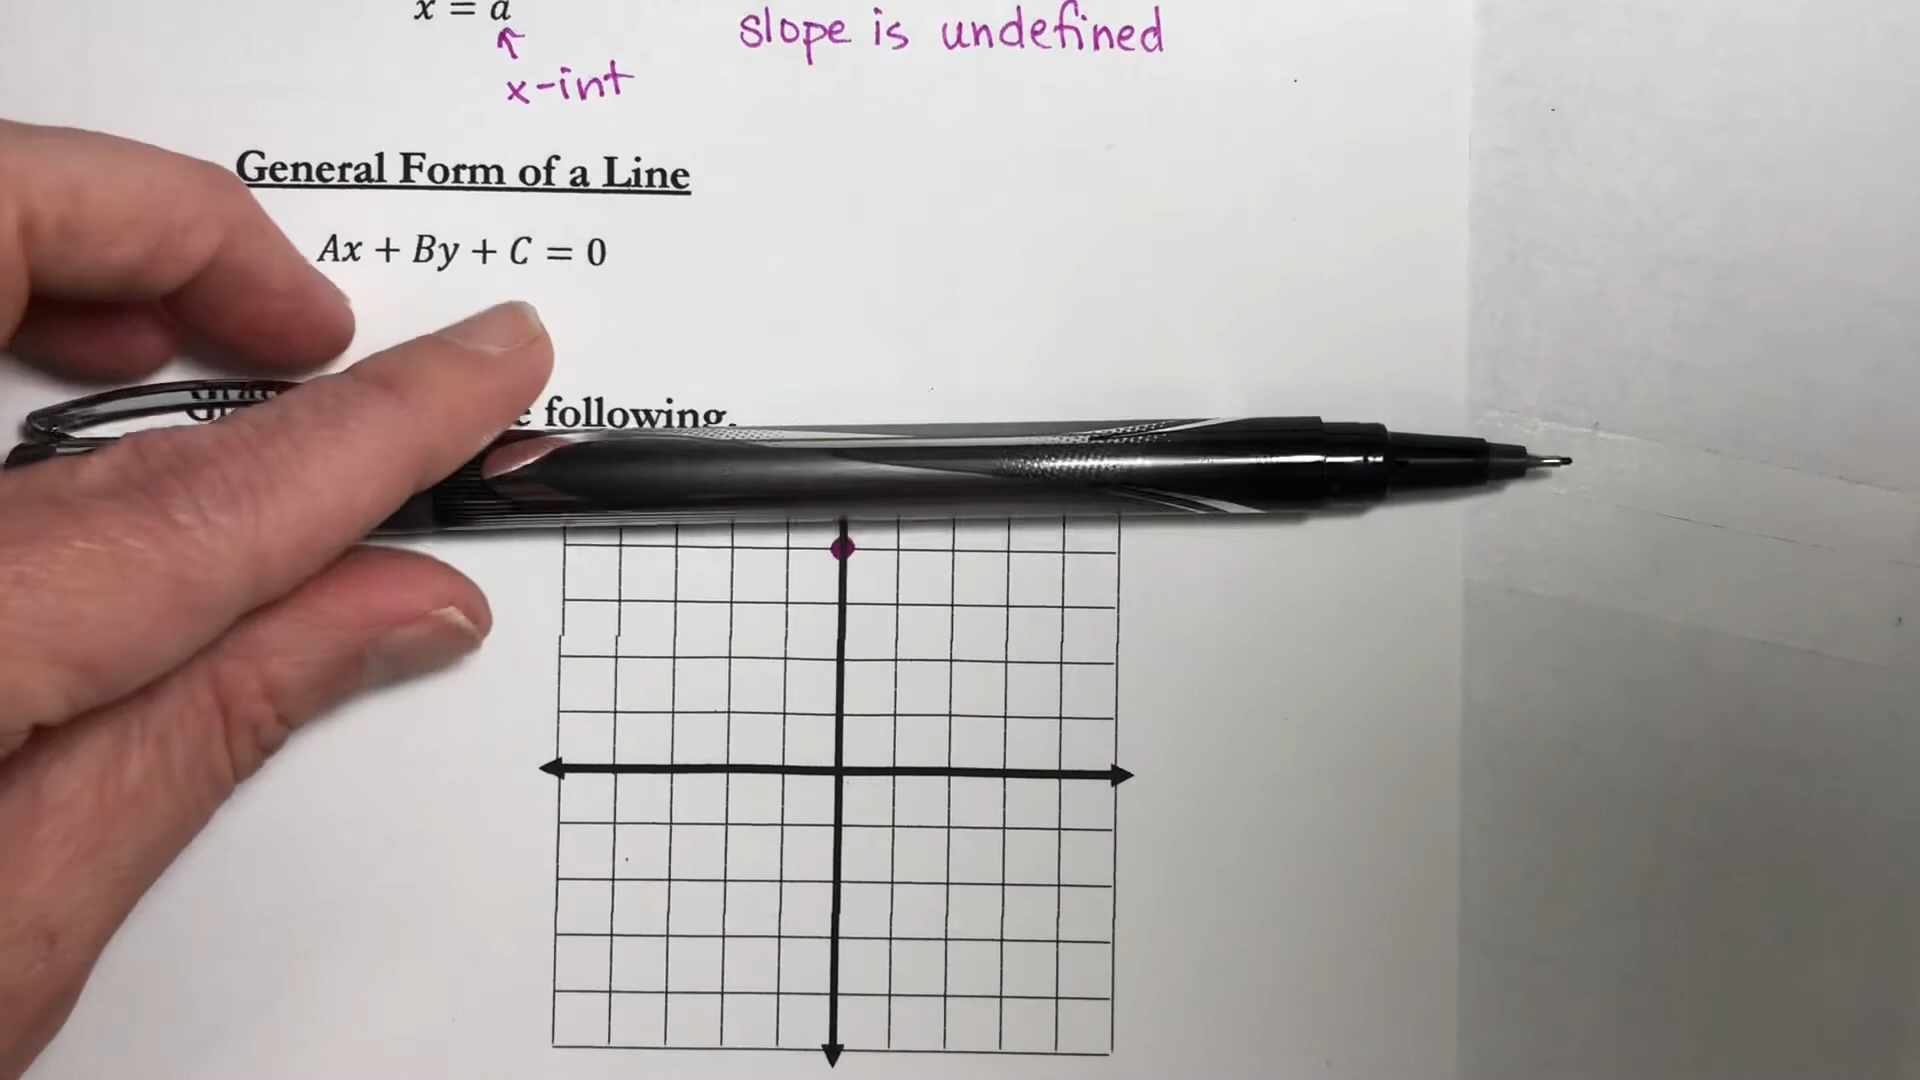 x = a
slope is undefined
x-int
General Form of a Line
Ax + By + C = 0
following.